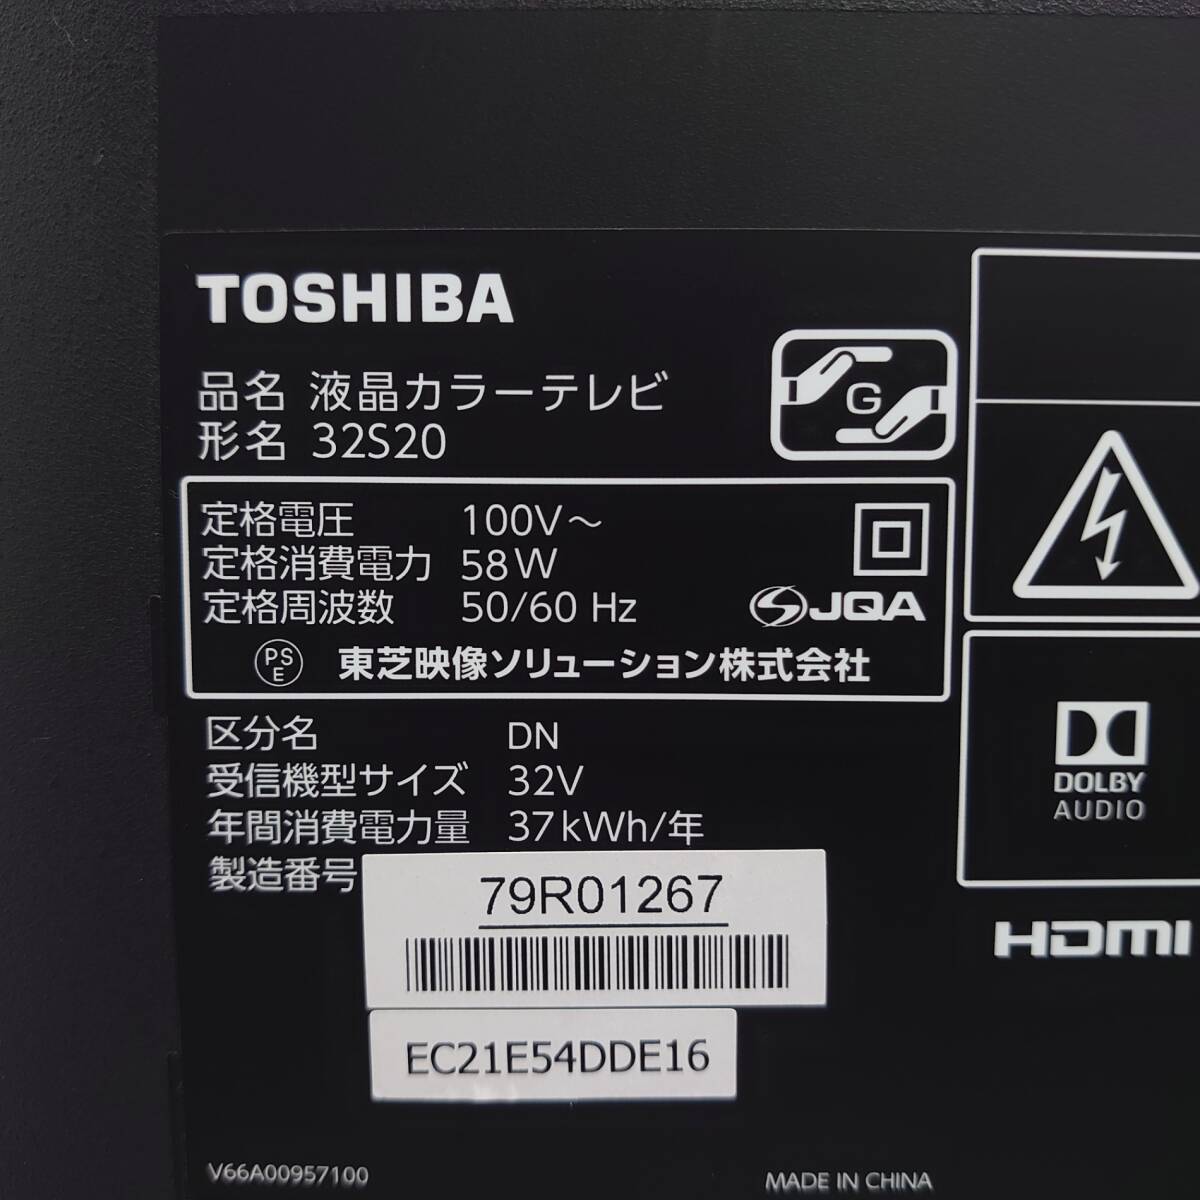 TOSHIBA
品名 液晶カラーテレビ
形名 32S20
G
定格電圧 100V～
定格消費電力 58W
定格周波数 50/60 Hz
JQA
PSE 東芝映像ソリューション株式会社
区分名 DN
受信機型サイズ 32V
年間消費電力量 37kWh/年
製造番号
79R01267
EC21E54DDE16
V66A00957100
MADE IN CHINA
DOLBY
AUDIO
HDMI